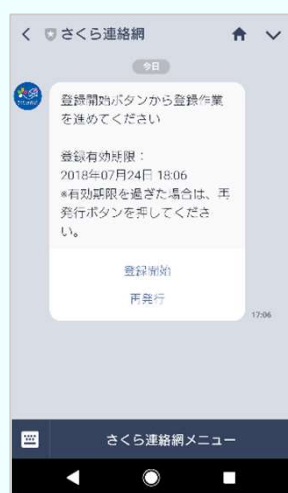 さくら連絡網
今日
登録開始ボタンから登録作業
を進めてください
登録有効期限：
2018年07月24日 18:06
*有効期限を過ぎた場合は、再
発行ボタンを押してくださ
い。
登録開始
再発行
17:06
さくら連絡網メニュー